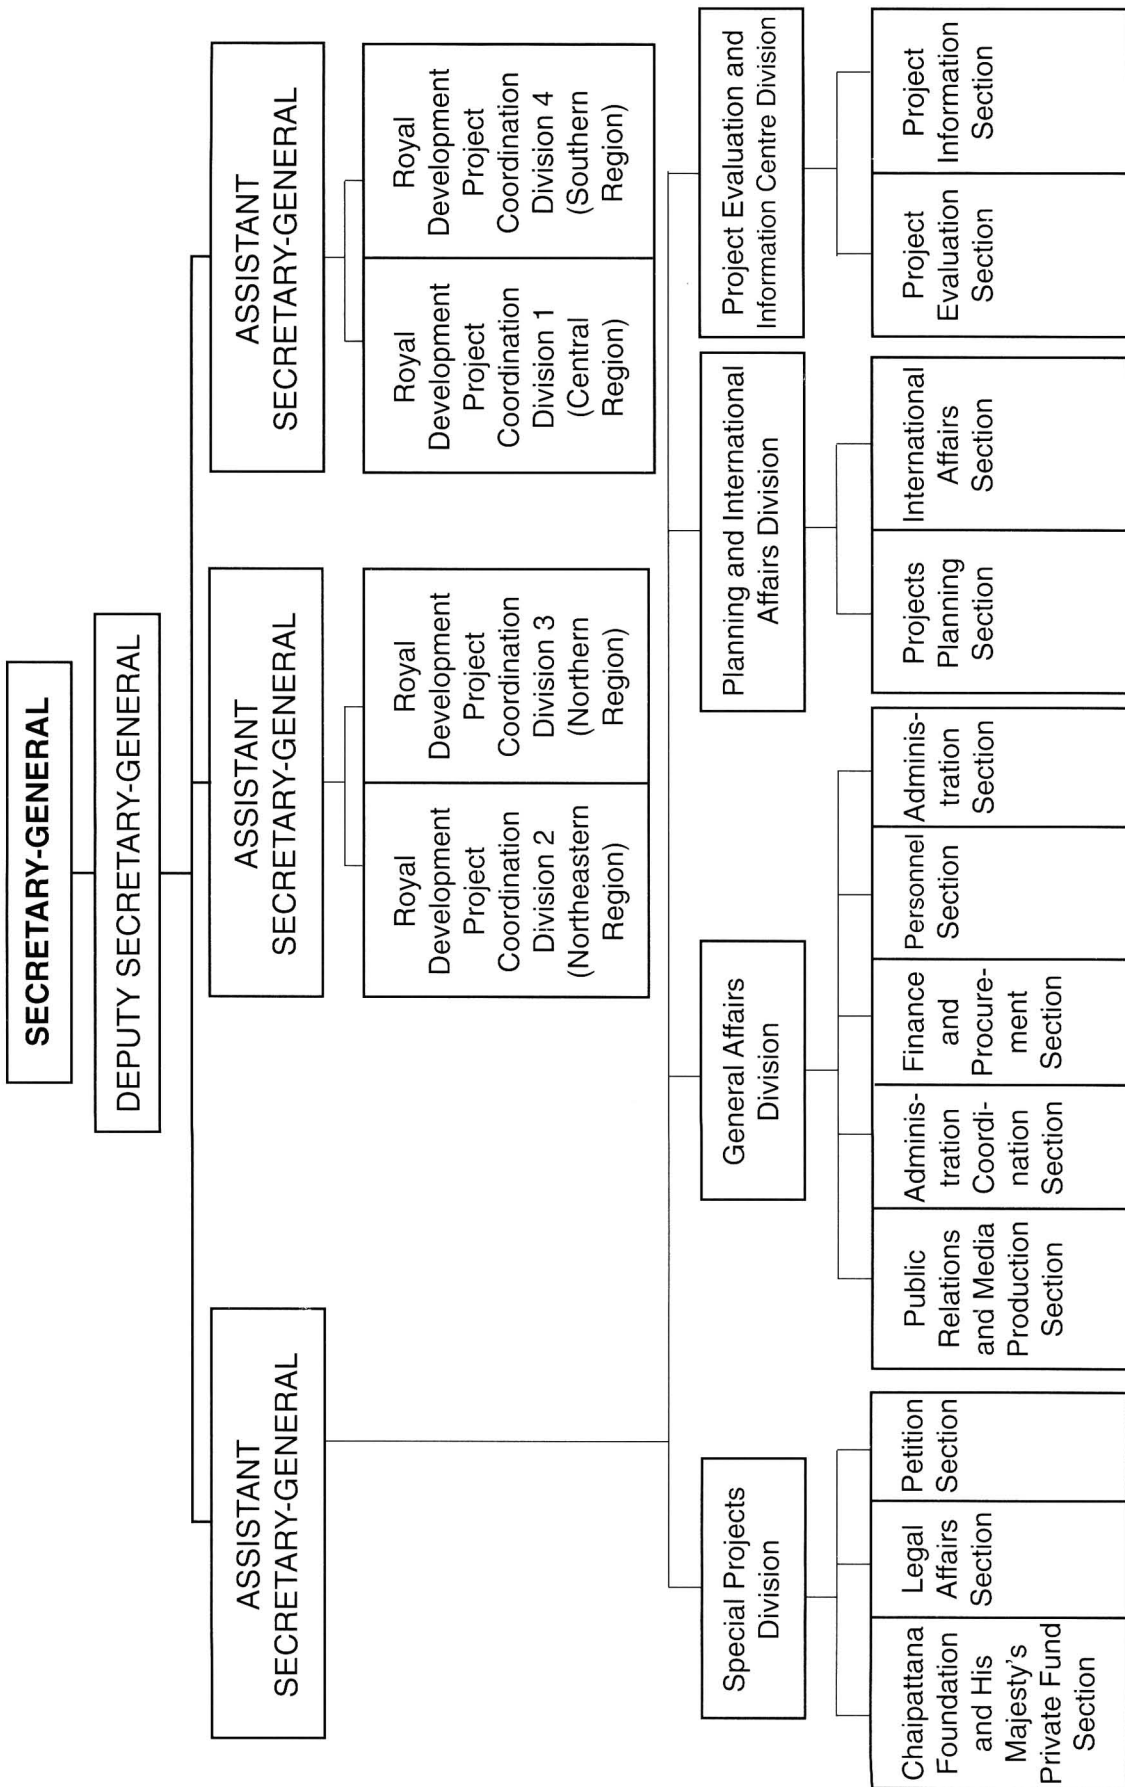 SECRETARY-GENERAL
DEPUTY SECRETARY-GENERAL
ASSISTANT
SECRETARY-GENERAL
ASSISTANT
SECRETARY-GENERAL
ASSISTANT
SECRETARY-GENERAL
Royal
Development
Project
Coordination
Division 2
(Northeastern
Region)
Royal
Development
Project
Coordination
Division 3
(Northern
Region)
Royal
Development
Project
Coordination
Division 1
(Central
Region)
Royal
Development
Project
Coordination
Division 4
(Southern
Region)
Special Projects
Division
General Affairs
Division
Planning and International
Affairs Division
Project Evaluation and
Information Centre Division
Chaipattana
Foundation
and His
Majesty's
Private Fund
Section
Legal
Affairs
Section
Petition
Section
Public
Relations
and Media
Production
Section
Adminis-
tration
Coordi-
nation
Section
Finance
and
Procure-
ment
Section
Personnel
Section
Adminis-
tration
Section
Projects
Planning
Section
International
Affairs
Section
Project
Evaluation
Section
Project
Information
Section